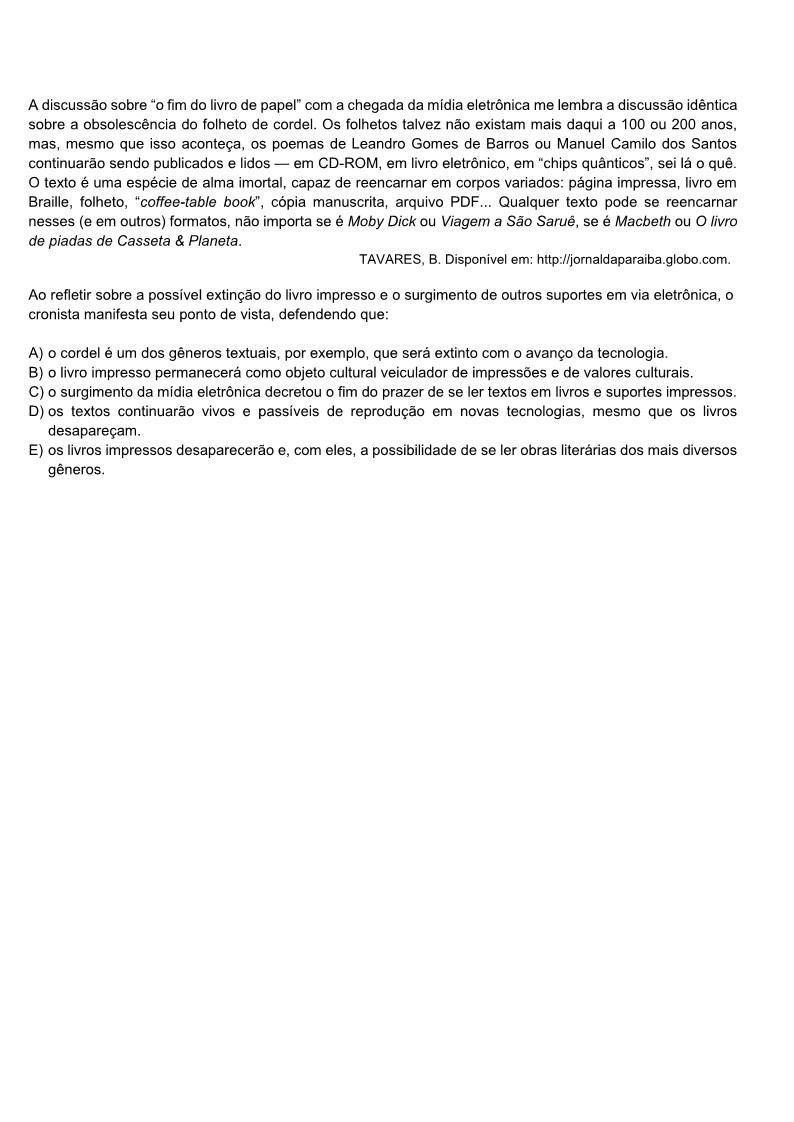 A discussão sobre “o fim do livro de papel” com a chegada da mídia eletrônica me lembra a discussão idêntica
sobre a obsolescência do folheto de cordel. Os folhetos talvez não existam mais daqui a 100 ou 200 anos,
mas, mesmo que isso aconteça, os poemas de Leandro Gomes de Barros ou Manuel Camilo dos Santos
continuarão sendo publicados e lidos — em CD-ROM, em livro eletrônico, em “chips quânticos”, sei lá o quê.
O texto é uma espécie de alma imortal, capaz de reencarnar em corpos variados: página impressa, livro em
Braille, folheto, “coffee-table book”, cópia manuscrita, arquivo PDF... Qualquer texto pode se reencarnar
nesses (e em outros) formatos, não importa se é Moby Dick ou Viagem a São Saruê, se é Macbeth ou O livro
de piadas de Casseta & Planeta.
TAVARES, B. Disponível em: http://jornaldaparaiba.globo.com.
Ao refletir sobre a possível extinção do livro impresso e o surgimento de outros suportes em via eletrônica, o
cronista manifesta seu ponto de vista, defendendo que:
A) o cordel é um dos gêneros textuais, por exemplo, que será extinto com o avanço da tecnologia.
B) o livro impresso permanecerá como objeto cultural veiculador de impressões e de valores culturais.
C) o surgimento da mídia eletrônica decretou o fim do prazer de se ler textos em livros e suportes impressos.
D) os textos continuarão vivos e passíveis de reprodução em novas tecnologias, mesmo que os livros
desapareçam.
E) os livros impressos desaparecerão e, com eles, a possibilidade de se ler obras literárias dos mais diversos
gêneros.